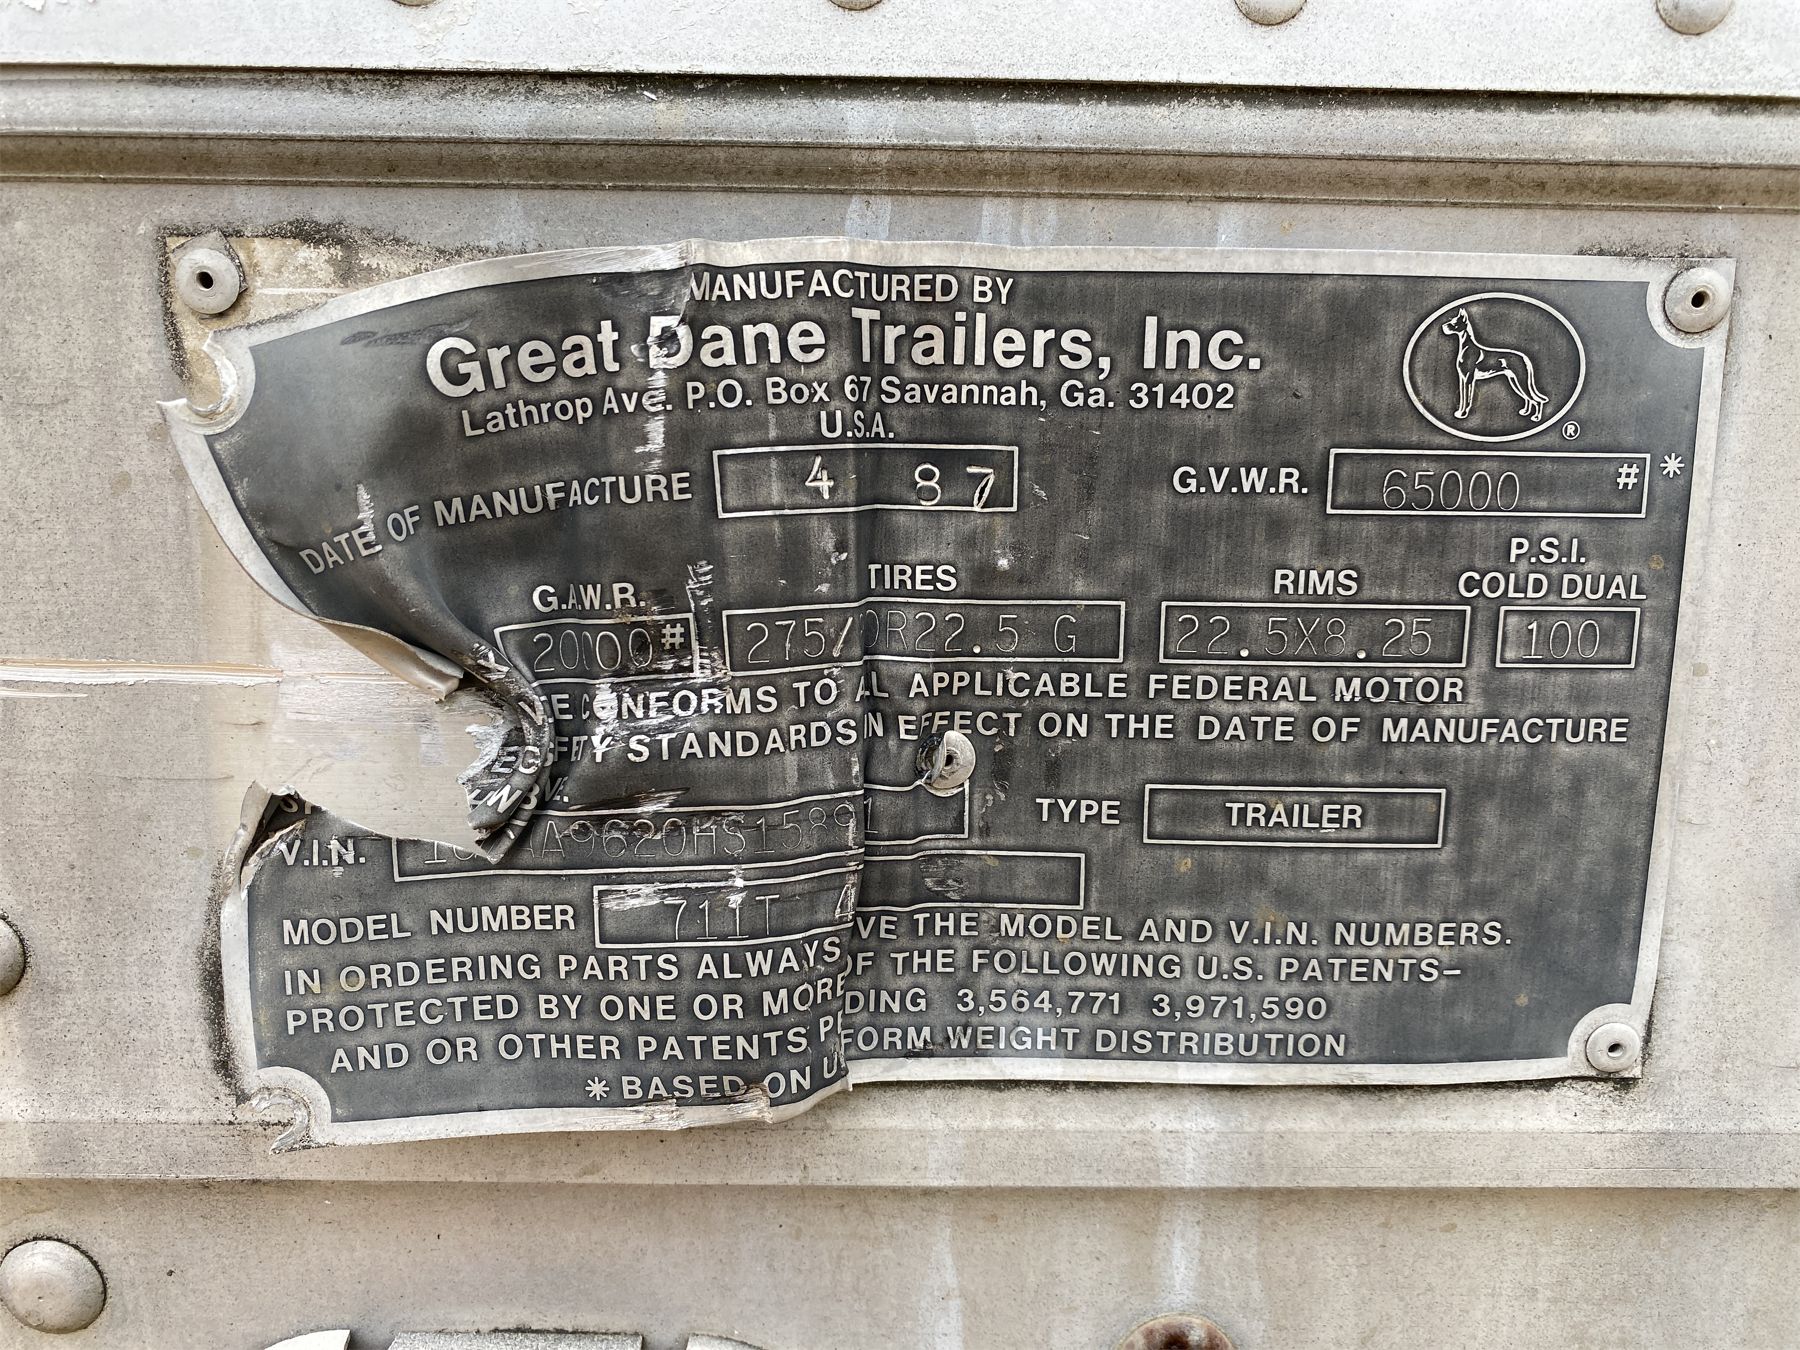 MANUFACTURED BY
Great Dane Trailers, Inc.
Lathrop Ave. P.O. Box 67 Savannah, Ga. 31402
U.S.A.
®
DATE OF MANUFACTURE 4 87
G.V.W.R. 65000 # *
G.A.W.R. TIRES RIMS P.S.I. COLD DUAL
20000# 22.5X8.25 100
CONFORMS TO APPLICABLE FEDERAL MOTOR
STANDARDS IN EFFECT ON THE DATE OF MANUFACTURE
V.I.N. TYPE TRAILER
MODEL NUMBER 711T
IN ORDERING PARTS ALWAYS THE MODEL AND V.I.N. NUMBERS.
PROTECTED BY ONE OR MORE OF THE FOLLOWING U.S. PATENTS–
AND OR OTHER PATENTS 3,564,771 3,971,590
* BASED ON WEIGHT DISTRIBUTION